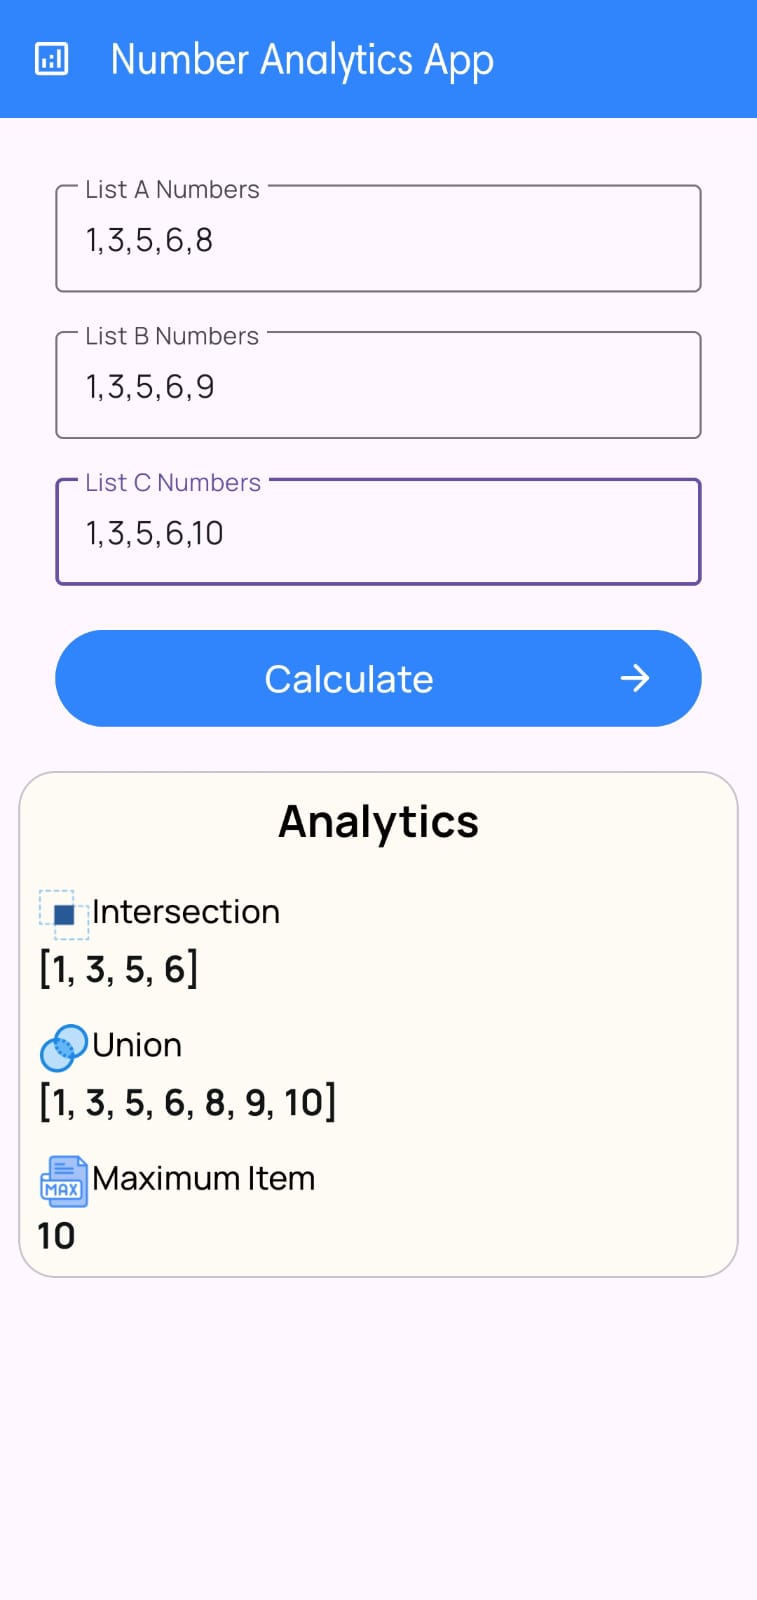 Number Analytics App
List A Numbers
1,3,5,6,8
List B Numbers
1,3,5,6,9
List C Numbers
1,3,5,6,10
Calculate
Analytics
Intersection
[1, 3, 5, 6]
Union
[1, 3, 5, 6, 8, 9, 10]
MAX Maximum Item
10